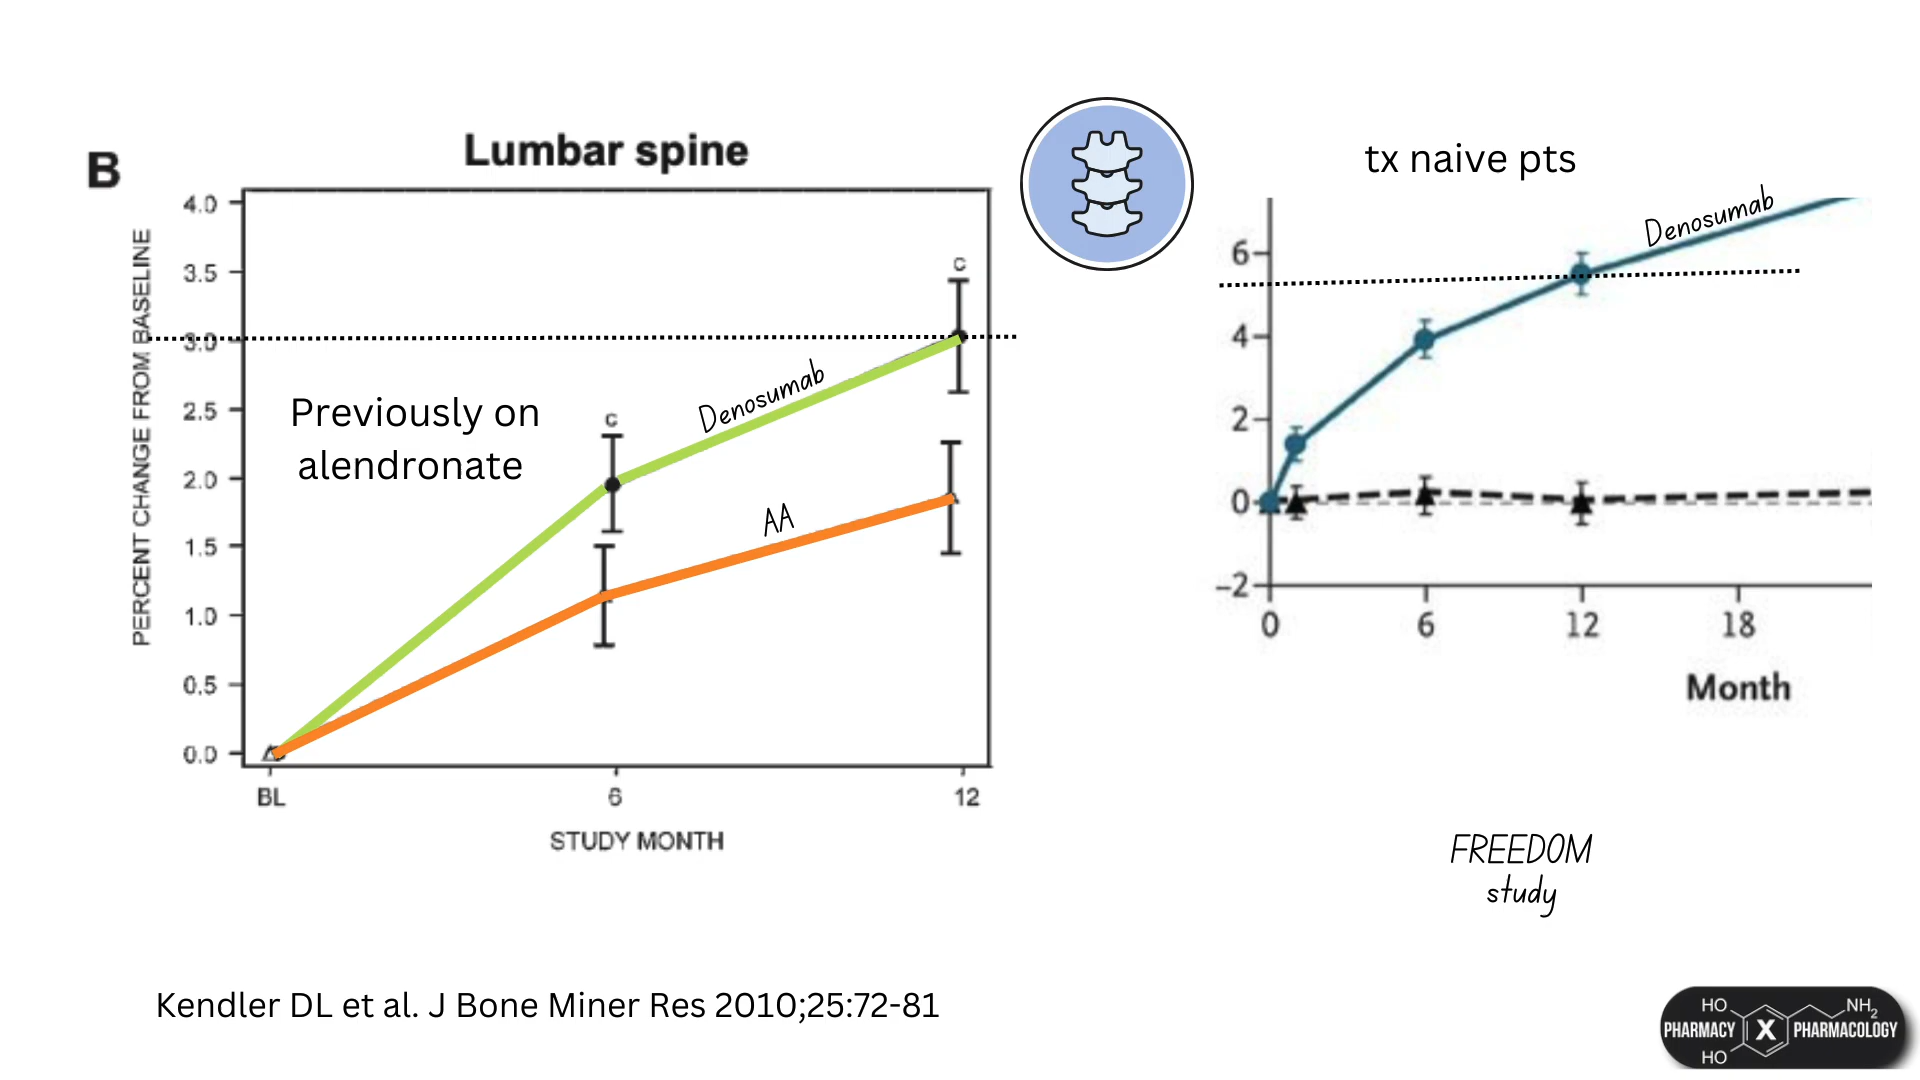 B
Lumbar spine
PERCENT CHANGE FROM BASELINE
4.0
3.5
3.0
2.5
2.0
1.5
1.0
0.5
0.0
c
c
Previously on
alendronate
Denosumab
AA
BL 6 12
STUDY MONTH
tx naive pts
Denosumab
6
4
2
0
-2
0 6 12 18
Month
FREEDOM
study
Kendler DL et al. J Bone Miner Res 2010;25:72-81
HO NH2
PHARMACY X PHARMACOLOGY
HO